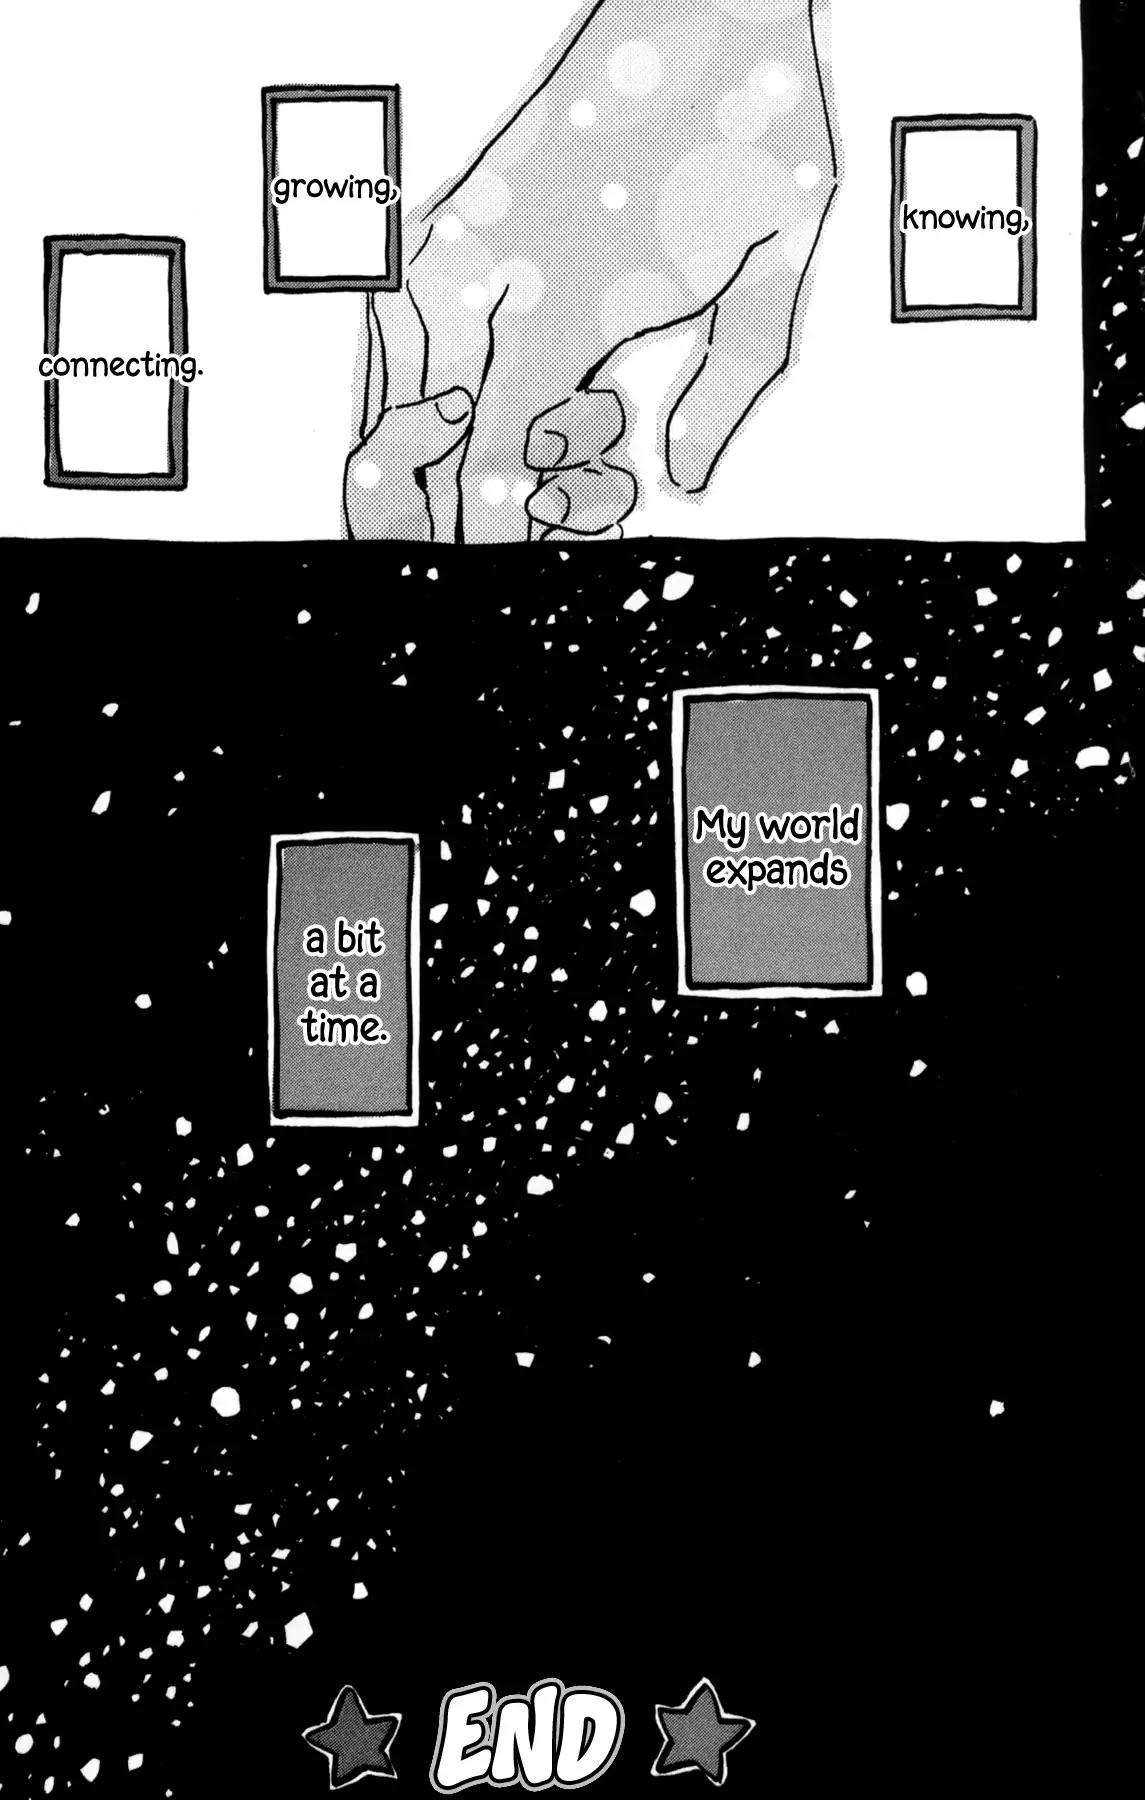 knowing,
growing,
connecting.
My world
expands
a bit
at a
time.
END